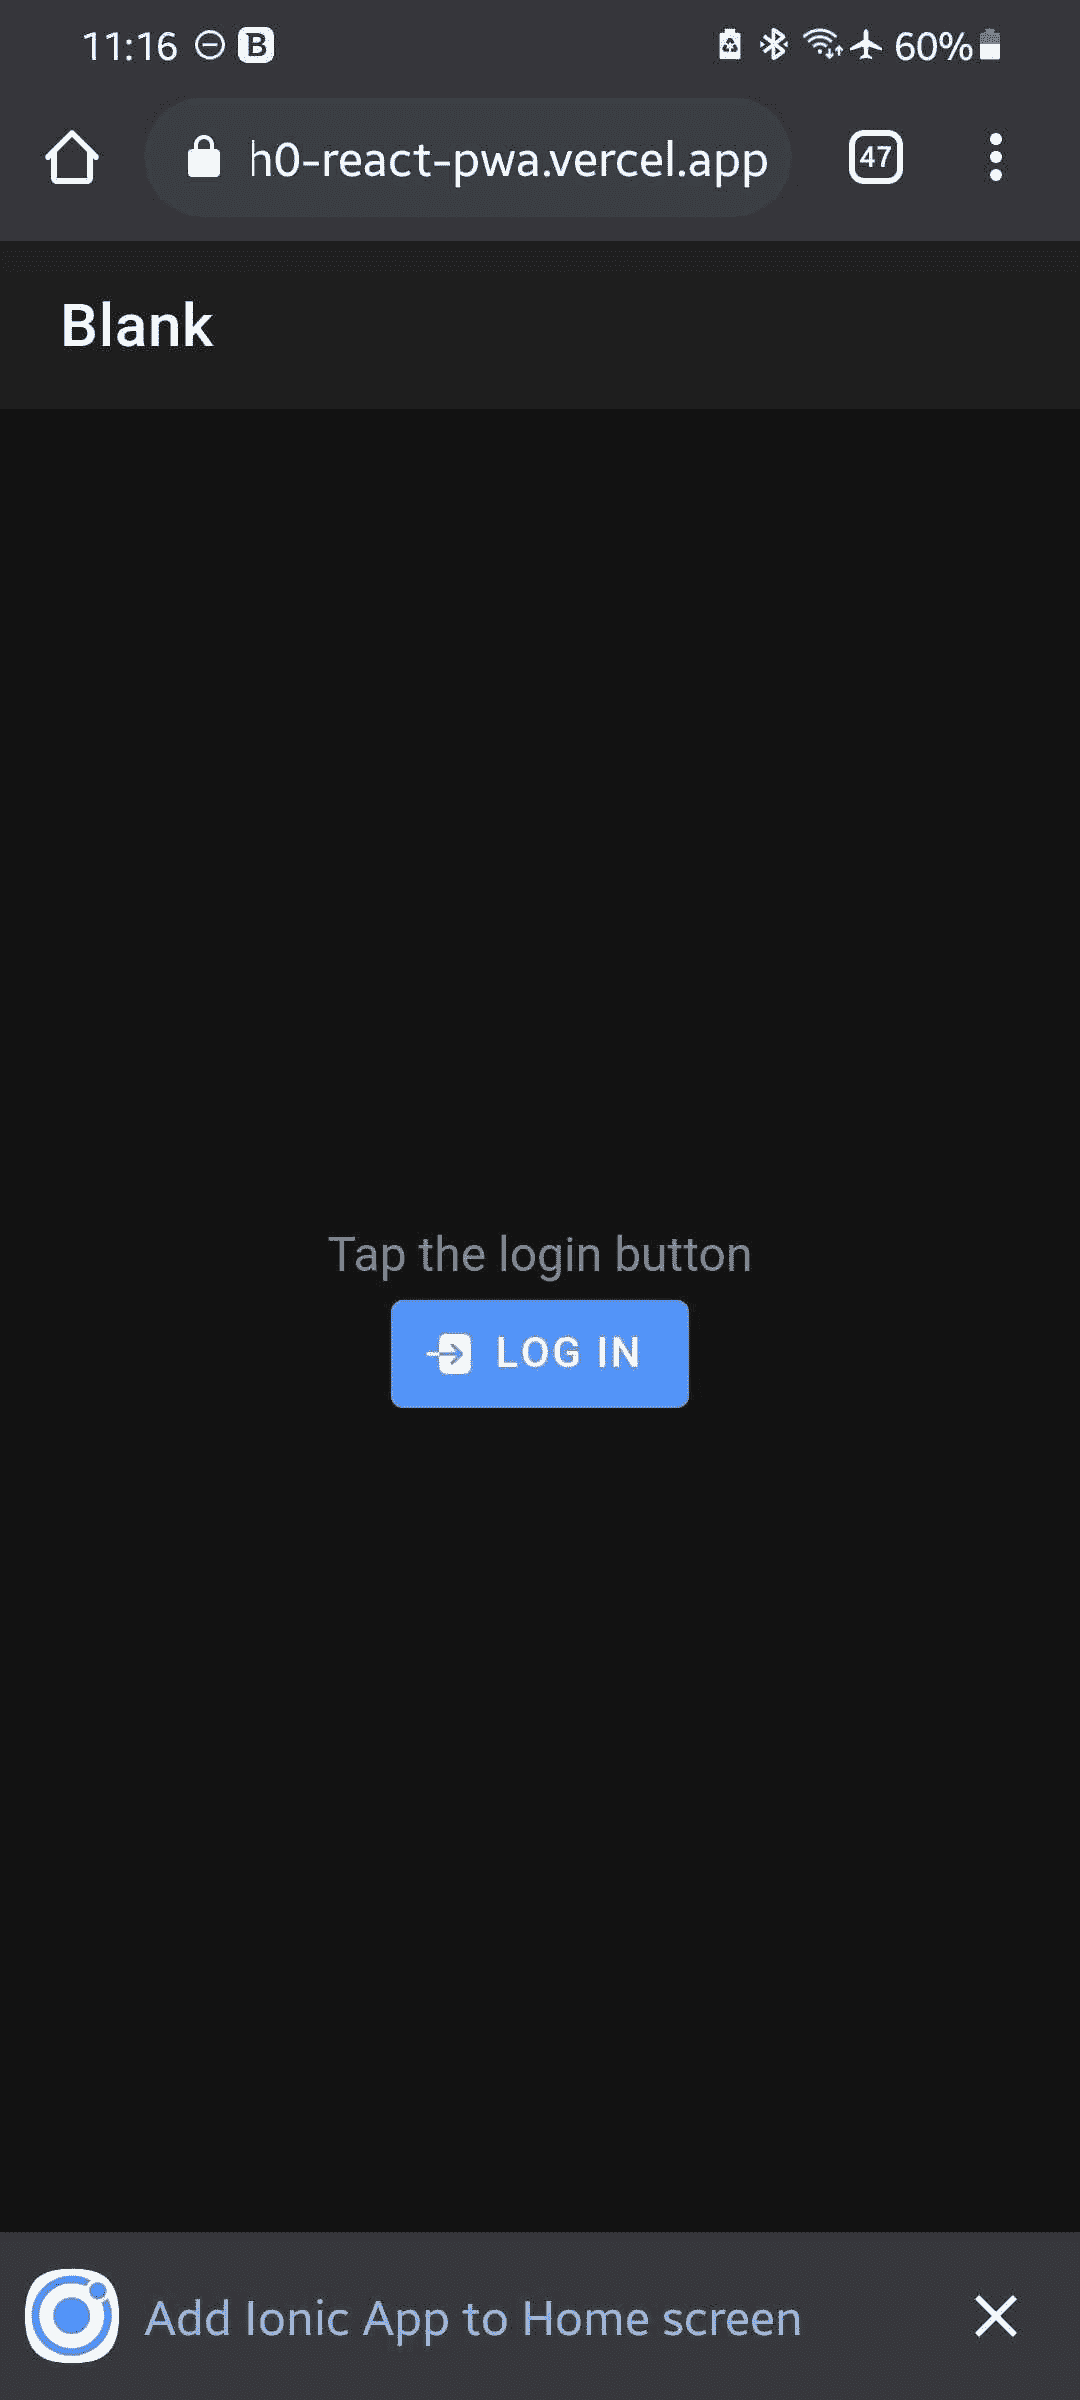 11:16 B 60%
h0-react-pwa.vercel.app 47
Blank
Tap the login button
LOG IN
Add Ionic App to Home screen